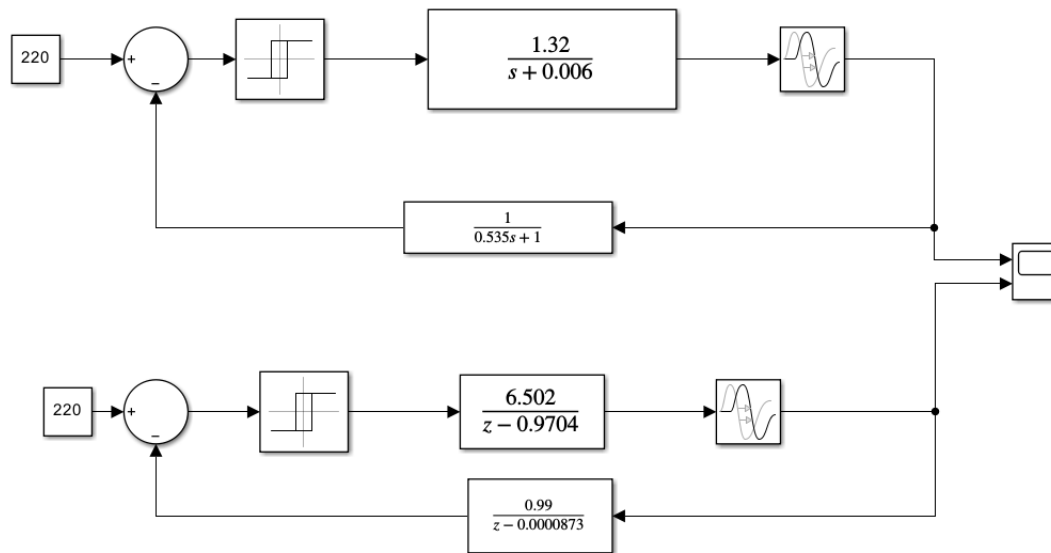 220
+
−
1.32
s + 0.006
1
0.535s + 1
220
+
−
6.502
z − 0.9704
0.99
z − 0.0000873